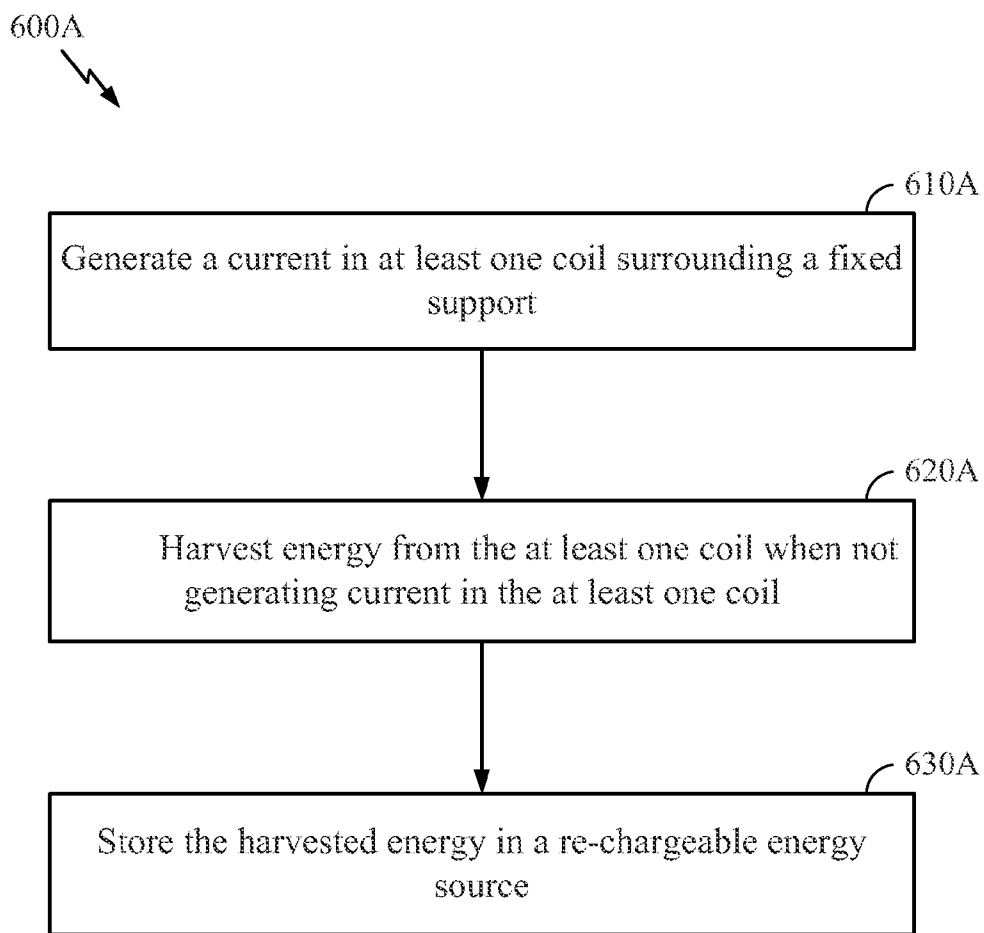 600A
610A
Generate a current in at least one coil surrounding a fixed
support
620A
Harvest energy from the at least one coil when not
generating current in the at least one coil
630A
Store the harvested energy in a re-chargeable energy
source